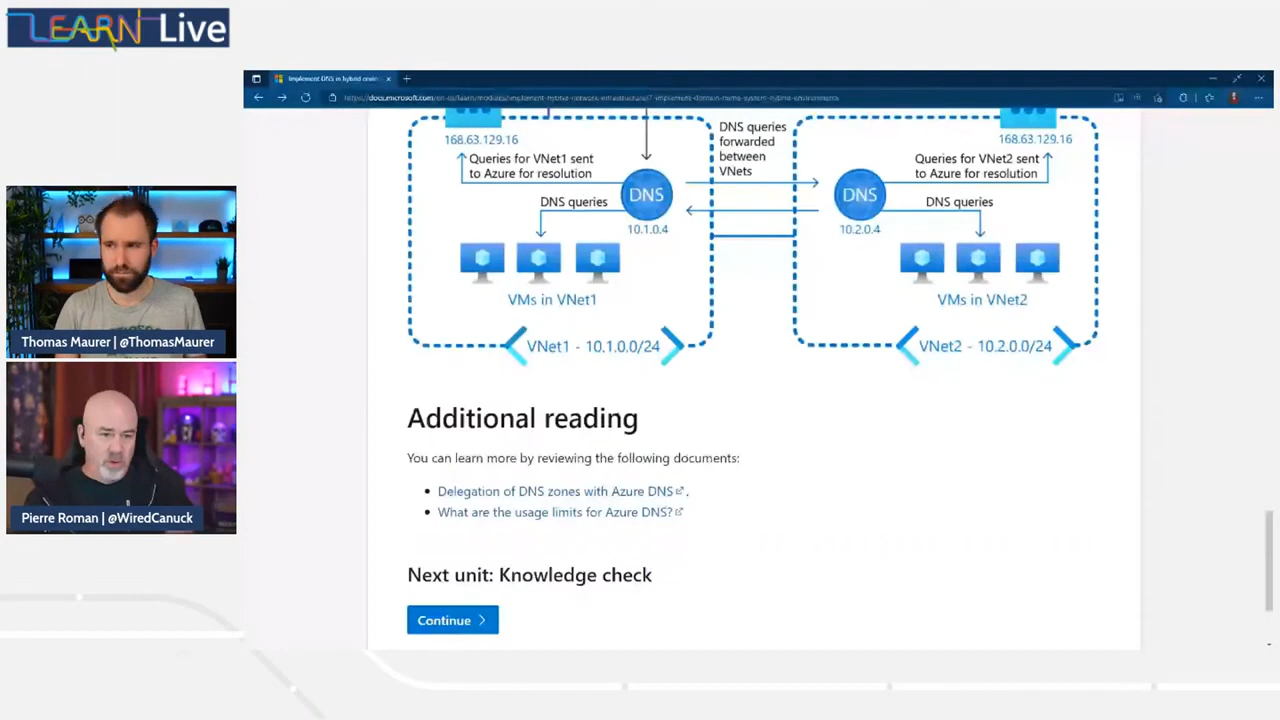 LEARN Live
Implement DNS in hybrid envir
168.63.129.16
Queries for VNet1 sent
to Azure for resolution
DNS queries
forwarded
between
VNets
168.63.129.16
Queries for VNet2 sent
to Azure for resolution
DNS
DNS queries
10.1.0.4
DNS
DNS queries
10.2.0.4
VMs in VNet1
VMs in VNet2
VNet1 - 10.1.0.0/24
VNet2 - 10.2.0.0/24
Thomas Maurer | @ThomasMaurer
Pierre Roman | @WiredCanuck
Additional reading
You can learn more by reviewing the following documents:
• Delegation of DNS zones with Azure DNS.
• What are the usage limits for Azure DNS?
Next unit: Knowledge check
Continue